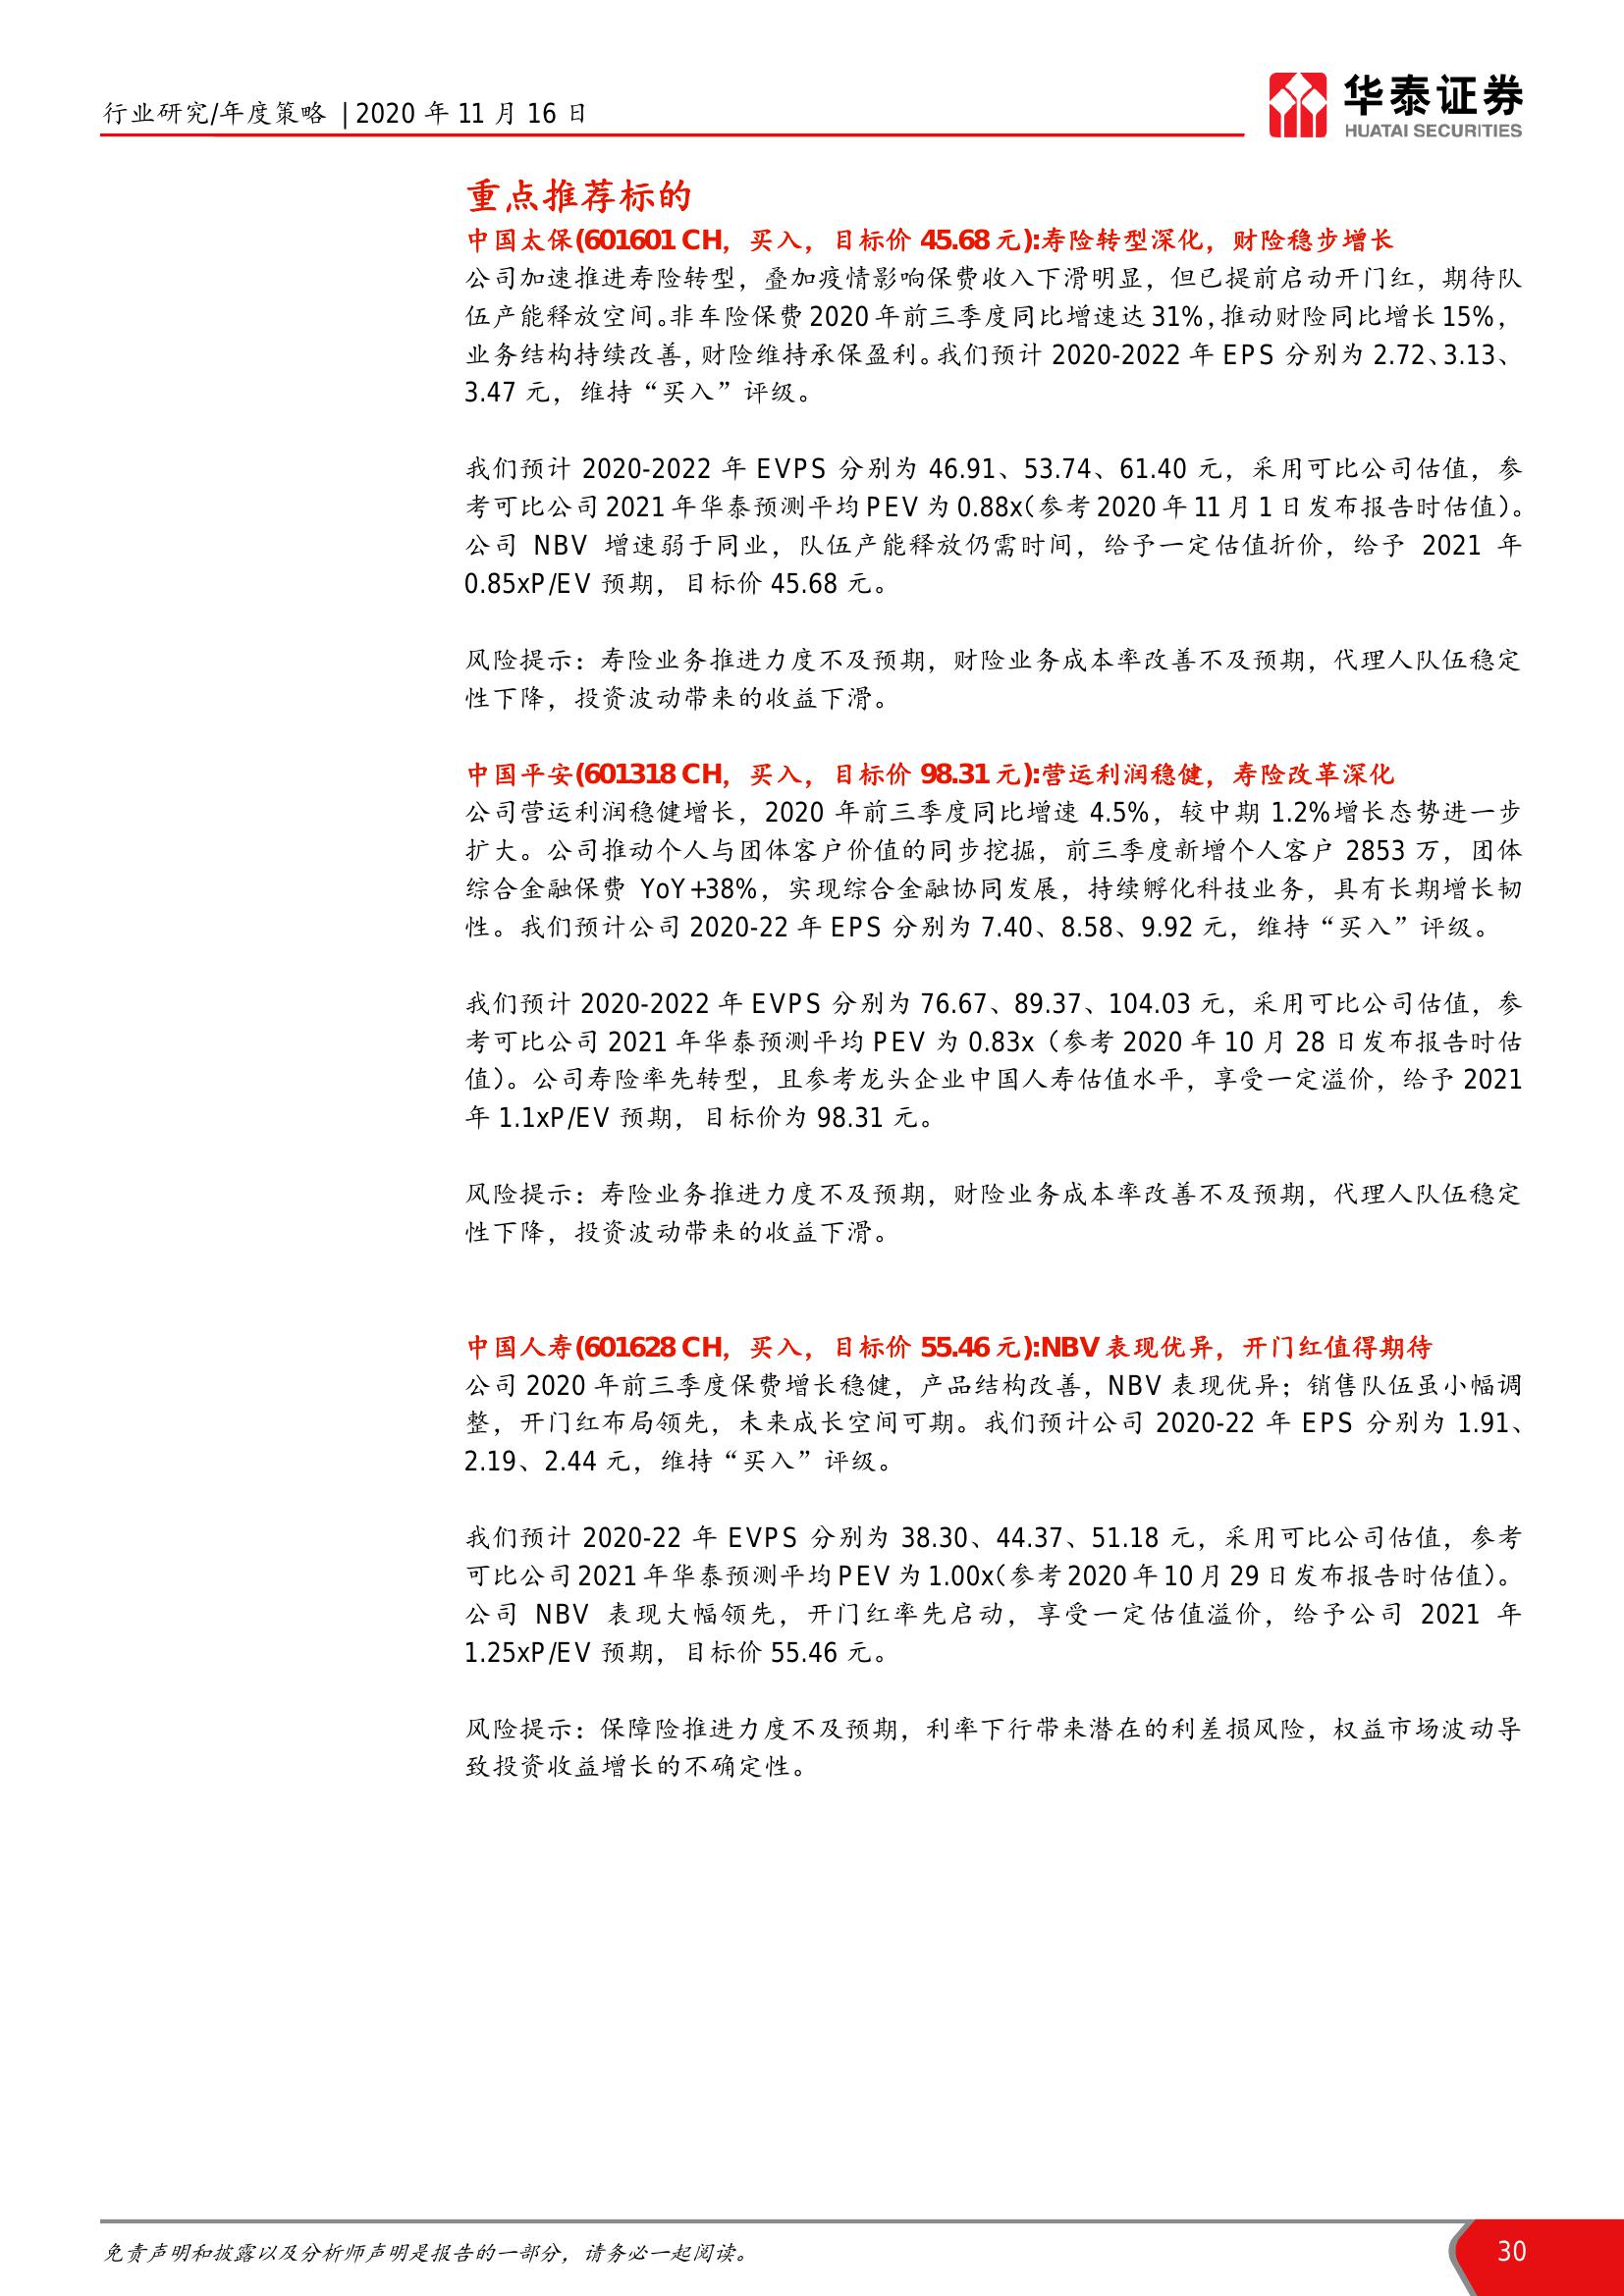 行业研究/年度策略 | 2020 年 11 月 16 日
华泰证券
HUATAI SECURITIES
重点推荐标的
中国太保(601601 CH，买入，目标价 45.68 元):寿险转型深化，财险稳步增长
公司加速推进寿险转型，叠加疫情影响保费收入下滑明显，但已提前启动开门红，期待队
伍产能释放空间。非车险保费 2020 年前三季度同比增速达 31%，推动财险同比增长 15%，
业务结构持续改善，财险维持承保盈利。我们预计 2020-2022 年 EPS 分别为 2.72、3.13、
3.47 元，维持“买入”评级。
我们预计 2020-2022 年 EVPS 分别为 46.91、53.74、61.40 元，采用可比公司估值，参
考可比公司 2021 年华泰预测平均 PEV 为 0.88x（参考 2020 年 11 月 1 日发布报告时估值）。
公司 NBV 增速弱于同业，队伍产能释放仍需时间，给予一定估值折价，给予 2021 年
0.85xP/EV 预期，目标价 45.68 元。
风险提示：寿险业务推进力度不及预期，财险业务成本率改善不及预期，代理人队伍稳定
性下降，投资波动带来的收益下滑。
中国平安(601318 CH，买入，目标价 98.31 元):营运利润稳健，寿险改革深化
公司营运利润稳健增长，2020 年前三季度同比增速 4.5%，较中期 1.2%增长态势进一步
扩大。公司推动个人与团体客户价值的同步挖掘，前三季度新增个人客户 2853 万，团体
综合金融保费 YoY+38%，实现综合金融协同发展，持续孵化科技业务，具有长期增长韧
性。我们预计公司 2020-22 年 EPS 分别为 7.40、8.58、9.92 元，维持“买入”评级。
我们预计 2020-2022 年 EVPS 分别为 76.67、89.37、104.03 元，采用可比公司估值，参
考可比公司 2021 年华泰预测平均 PEV 为 0.83x（参考 2020 年 10 月 28 日发布报告时估
值）。公司寿险率先转型，且参考龙头企业中国人寿估值水平，享受一定溢价，给予 2021
年 1.1xP/EV 预期，目标价为 98.31 元。
风险提示：寿险业务推进力度不及预期，财险业务成本率改善不及预期，代理人队伍稳定
性下降，投资波动带来的收益下滑。
中国人寿(601628 CH，买入，目标价 55.46 元):NBV 表现优异，开门红值得期待
公司 2020 年前三季度保费增长稳健，产品结构改善，NBV 表现优异；销售队伍虽小幅调
整，开门红布局领先，未来成长空间可期。我们预计公司 2020-22 年 EPS 分别为 1.91、
2.19、2.44 元，维持“买入”评级。
我们预计 2020-22 年 EVPS 分别为 38.30、44.37、51.18 元，采用可比公司估值，参考
可比公司 2021 年华泰预测平均 PEV 为 1.00x（参考 2020 年 10 月 29 日发布报告时估值）。
公司 NBV 表现大幅领先，开门红率先启动，享受一定估值溢价，给予公司 2021 年
1.25xP/EV 预期，目标价 55.46 元。
风险提示：保障险推进力度不及预期，利率下行带来潜在的利差损风险，权益市场波动导
致投资收益增长的不确定性。
免责声明和披露以及分析师声明是报告的一部分，请务必一起阅读。
30